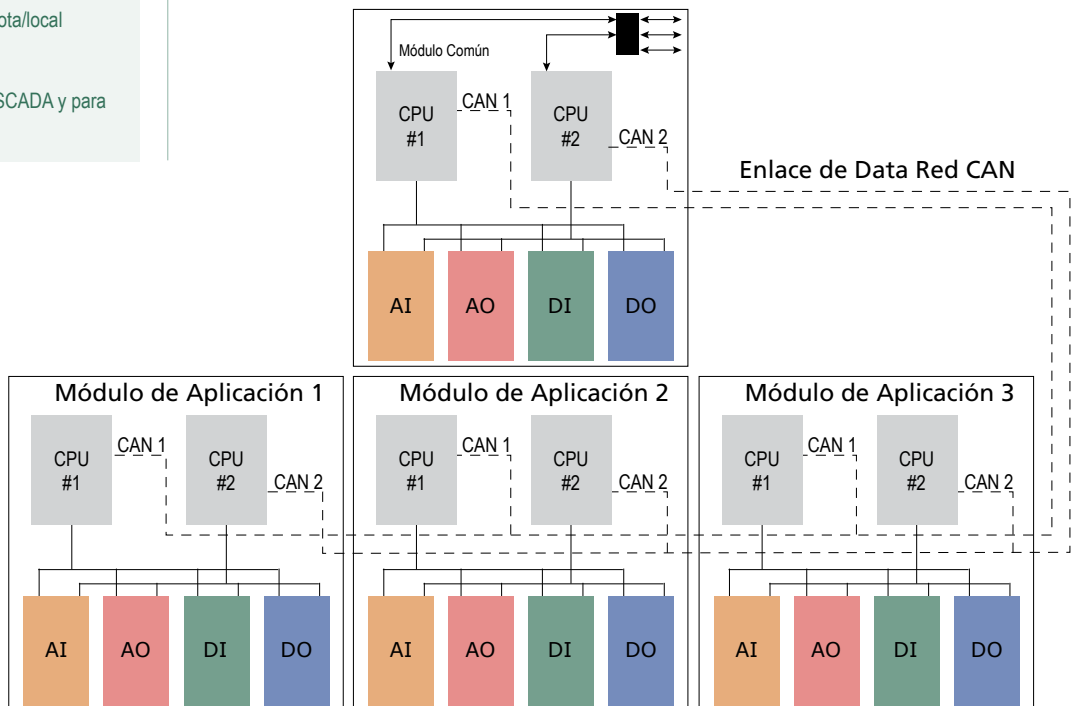 ota/local
SCADA y para
Módulo Común
CPU
#1
CAN 1
CPU
#2
CAN 2
Enlace de Data Red CAN
AI
AO
DI
DO
Módulo de Aplicación 1
CPU
#1
CAN 1
CPU
#2
CAN 2
AI
AO
DI
DO
Módulo de Aplicación 2
CPU
#1
CAN 1
CPU
#2
CAN 2
AI
AO
DI
DO
Módulo de Aplicación 3
CPU
#1
CAN 1
CPU
#2
CAN 2
AI
AO
DI
DO